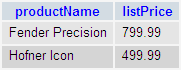 productName listPrice
Fender Precision 799.99
Hofner Icon 499.99